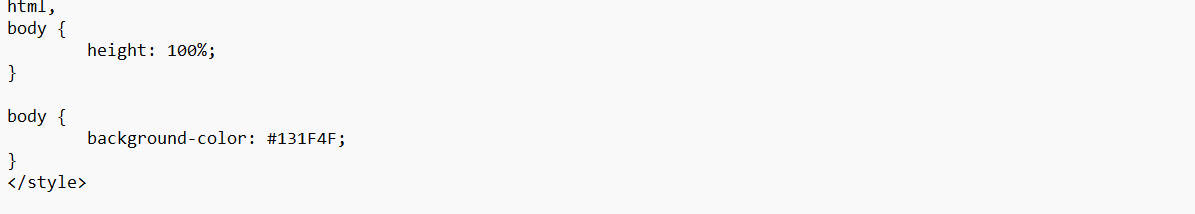 html,
body {
height: 100%;
}
body {
background-color: #131F4F;
}
</style>